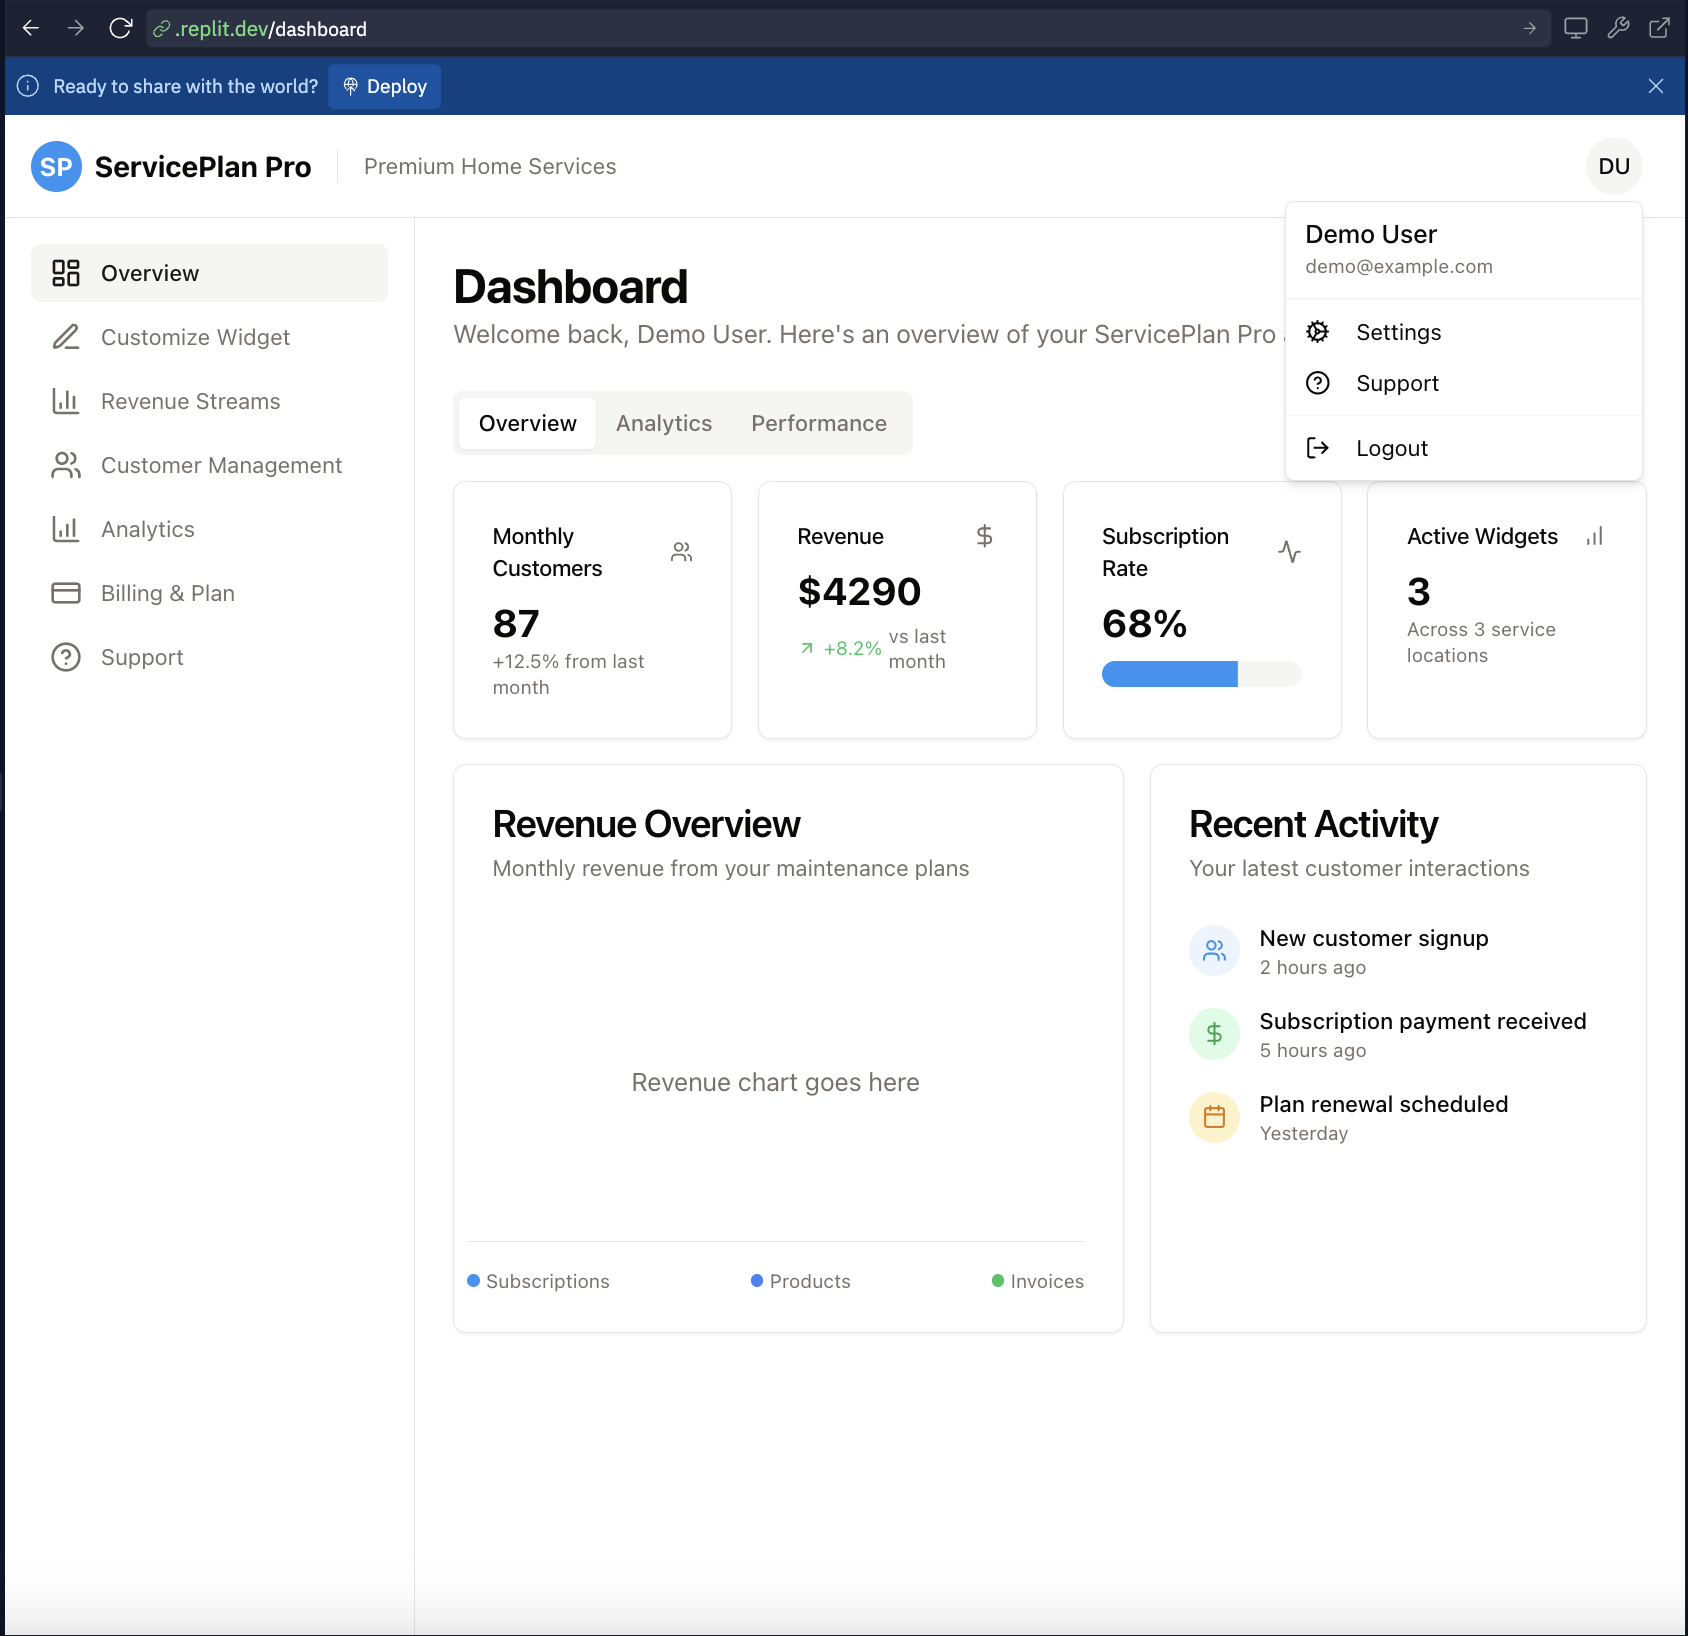 .replit.dev/dashboard
Ready to share with the world?
Deploy
SP
ServicePlan Pro
Premium Home Services
DU
Demo User
demo@example.com
Settings
Support
Logout
Overview
Customize Widget
Revenue Streams
Customer Management
Analytics
Billing & Plan
Support
Dashboard
Welcome back, Demo User. Here's an overview of your ServicePlan Pro
Overview
Analytics
Performance
Monthly
Customers
87
+12.5% from last
month
Revenue
$4290
+8.2%
vs last
month
Subscription
Rate
68%
Active Widgets
3
Across 3 service
locations
Revenue Overview
Monthly revenue from your maintenance plans
Revenue chart goes here
Subscriptions
Products
Invoices
Recent Activity
Your latest customer interactions
New customer signup
2 hours ago
Subscription payment received
5 hours ago
Plan renewal scheduled
Yesterday